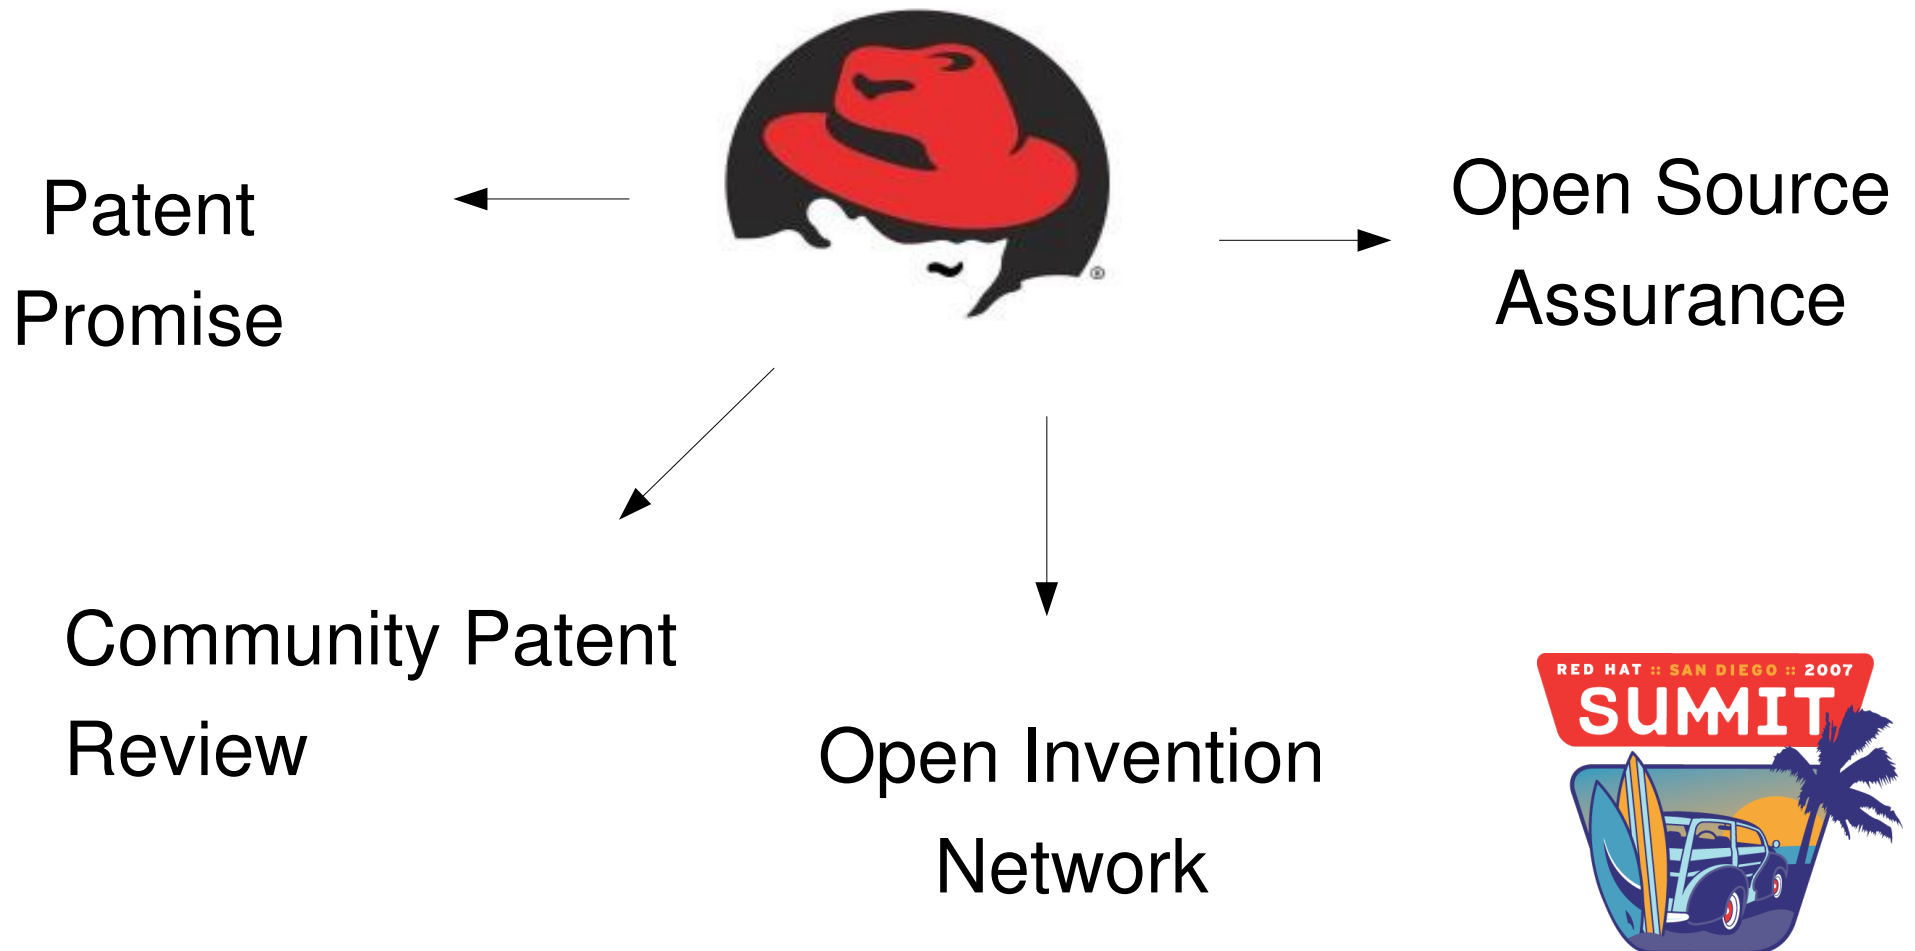 Patent
Promise
Open Source
Assurance
Community Patent
Review
Open Invention
Network
RED HAT :: SAN DIEGO :: 2007
SUMMIT
®